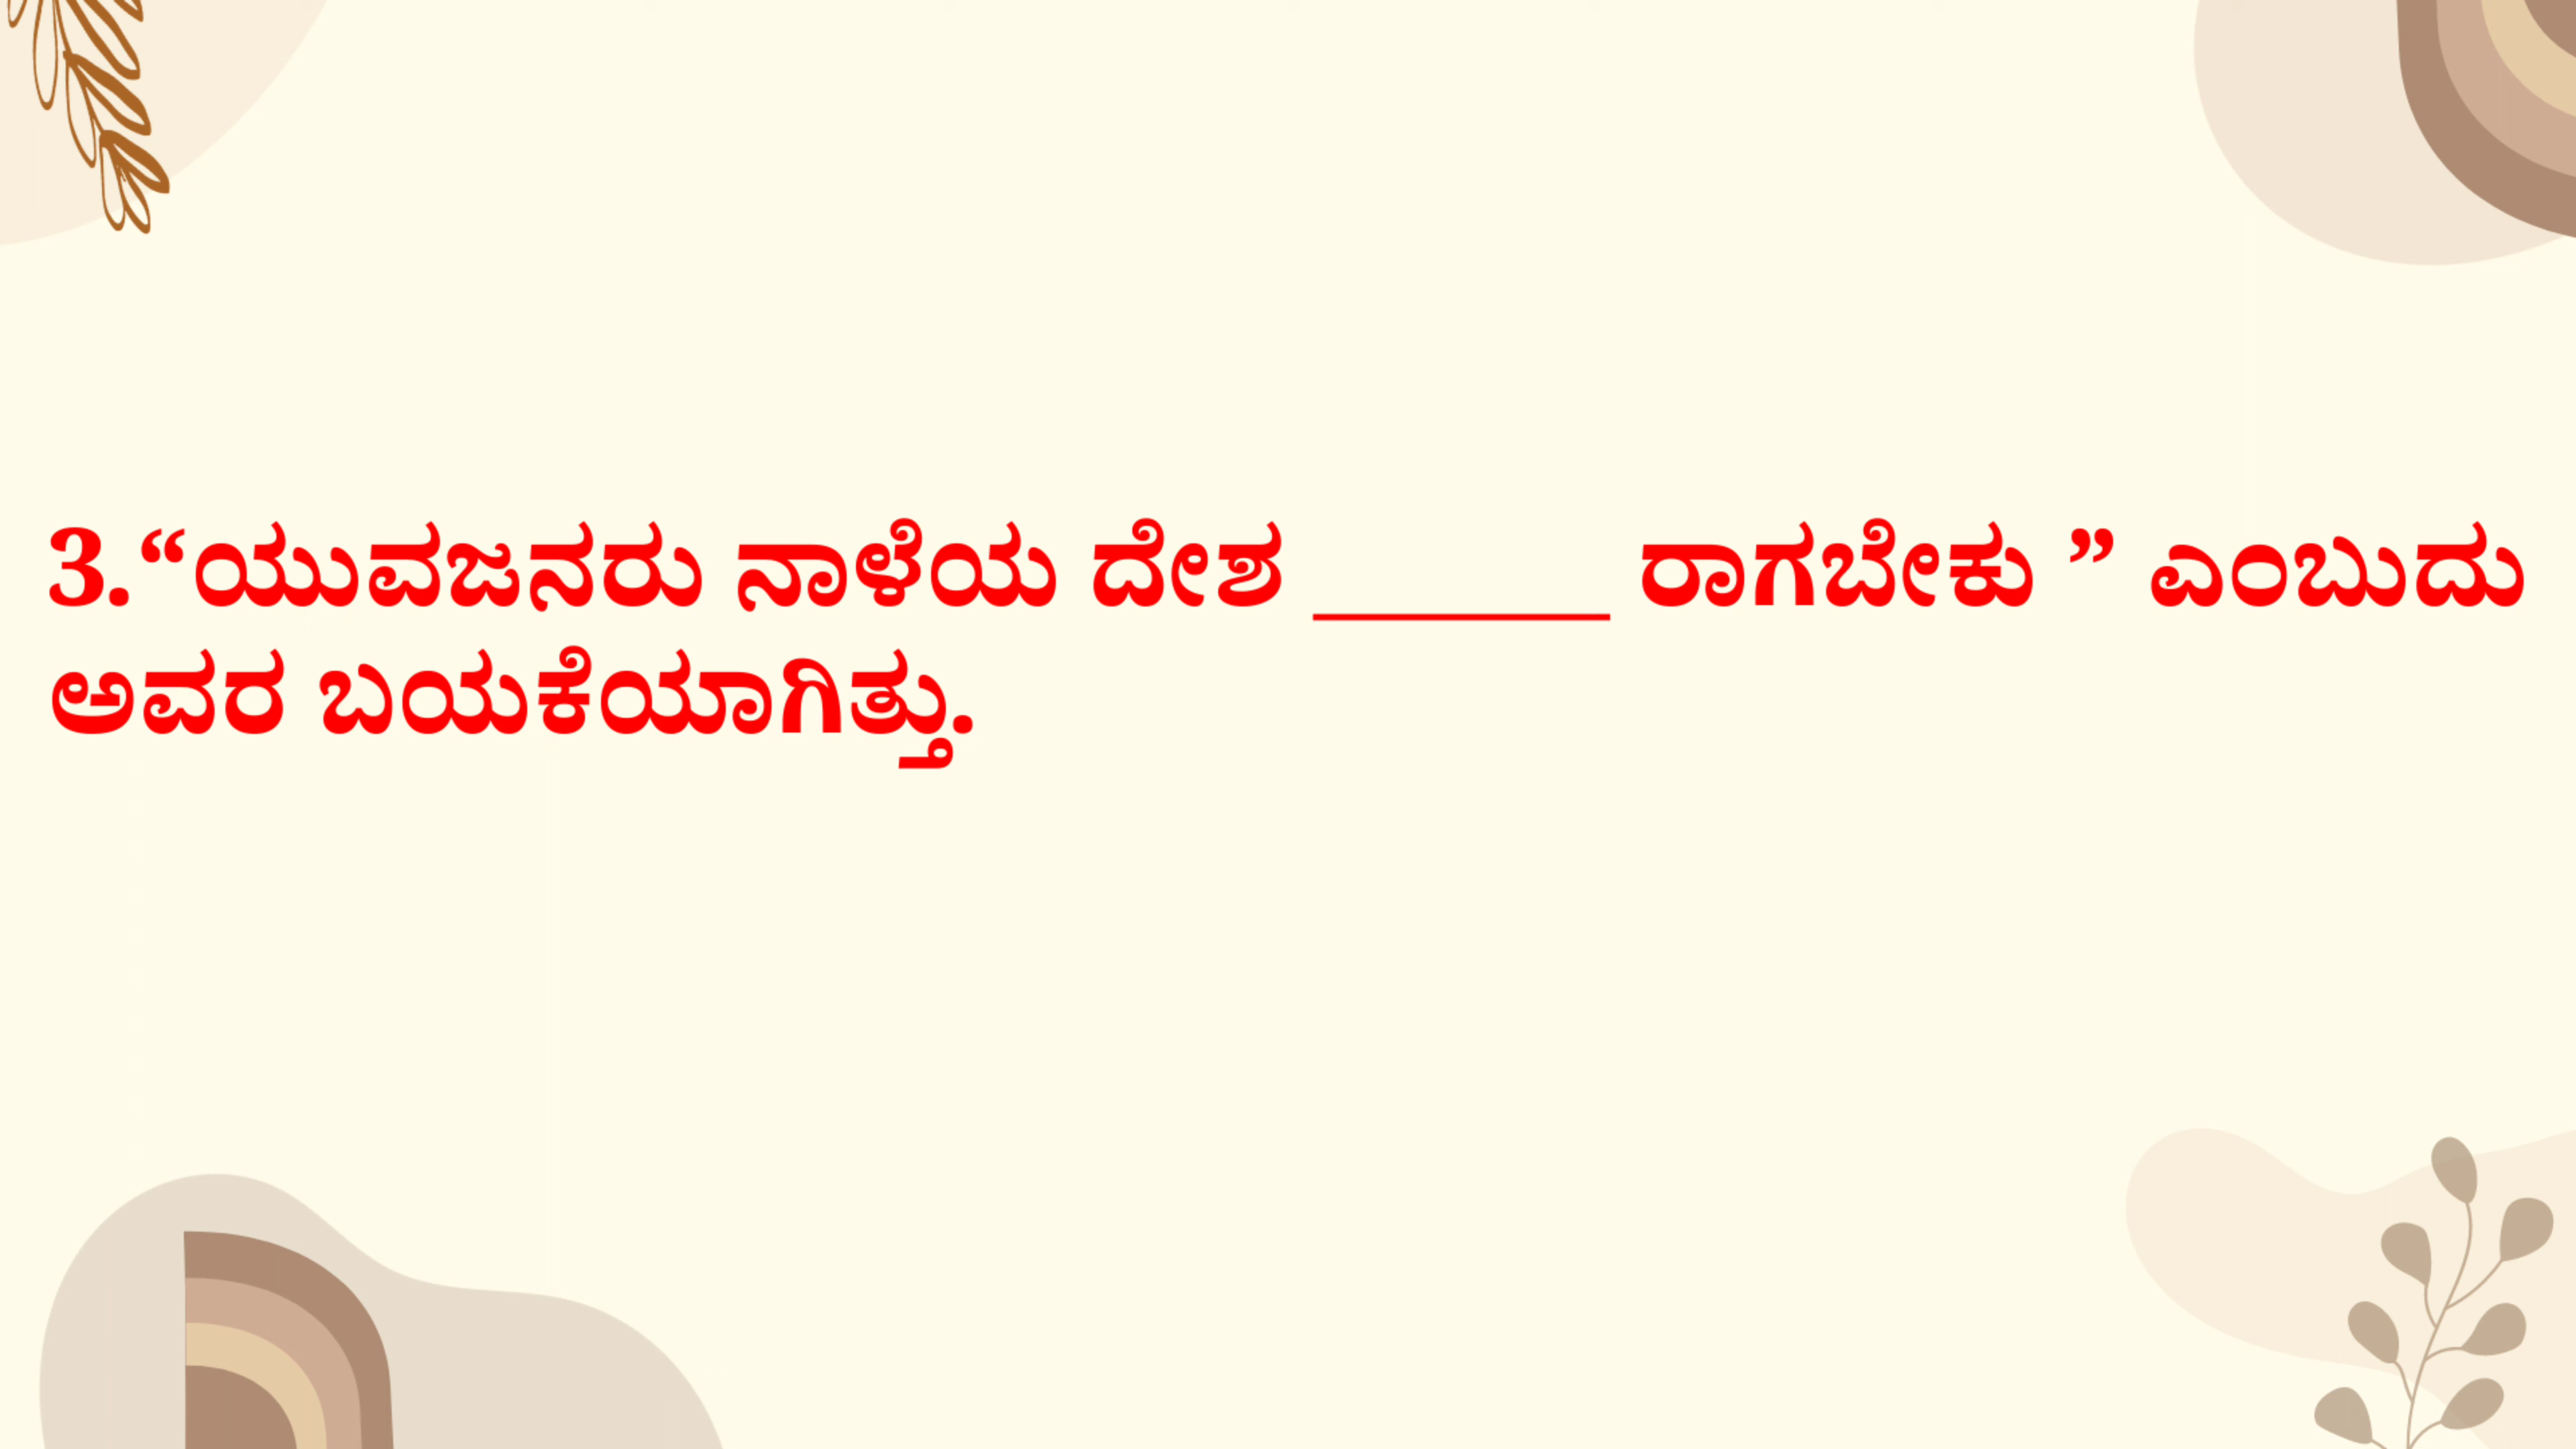 3.“ಯುವಜನರು ನಾಳೆಯ ದೇಶ ______ ರಾಗಬೇಕು ” ಎಂಬುದು
ಅವರ ಬಯಕೆಯಾಗಿತ್ತು.